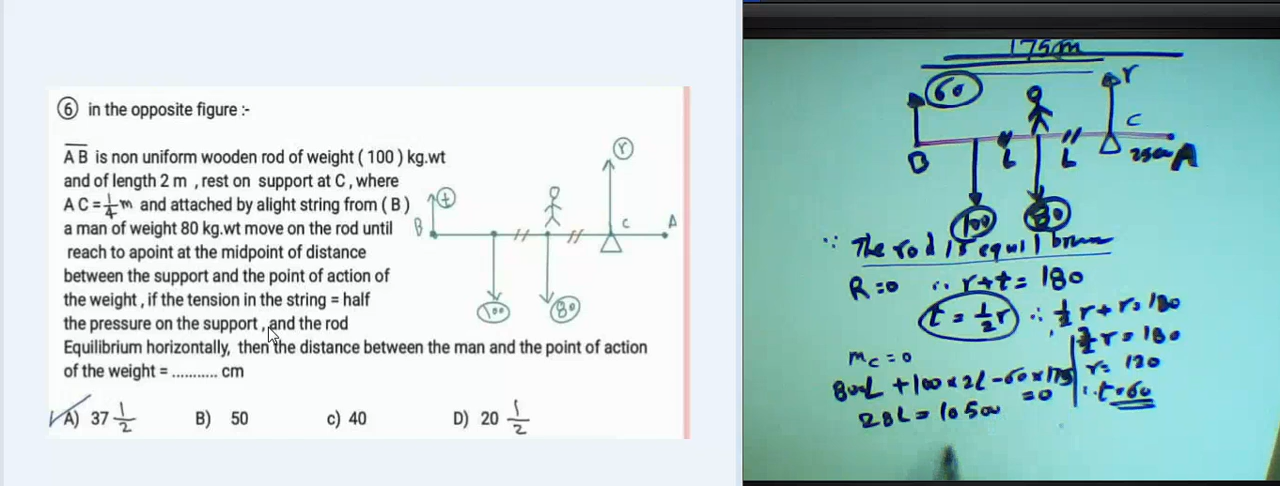 ⑥ in the opposite figure :-
AB is non uniform wooden rod of weight ( 100 ) kg.wt
and of length 2 m , rest on support at C , where
A C = 1/4 m and attached by alight string from ( B )
a man of weight 80 kg.wt move on the rod until
reach to apoint at the midpoint of distance
between the support and the point of action of
the weight , if the tension in the string = half
the pressure on the support , and the rod
Equilibrium horizontally, then the distance between the man and the point of action
of the weight = ........... cm
A) 37 1/2 B) 50 c) 40 D) 20 1/2
r
t
B C A
100 80
175cm
60 r
C
B L L 25cm A
100 80
∵ The rod is equilibrium
R = 0 ∴ r + t = 180
t = 1/2 r ∴ 1/2 r + r = 180
r = 180
mc = 0 r = 120
80 × L + 100 × 2L - 60 × 175 = 0 ∴ t = 60
28L = 10500